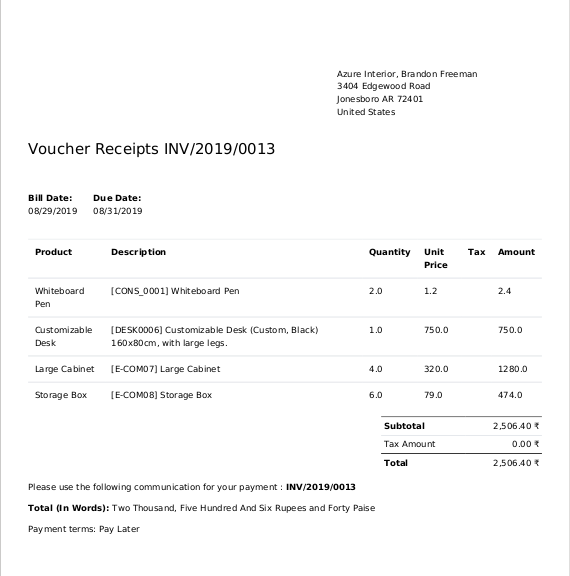 Azure Interior, Brandon Freeman
3404 Edgewood Road
Jonesboro AR 72401
United States
Voucher Receipts INV/2019/0013
Bill Date: Due Date:
08/29/2019 08/31/2019
Product Description Quantity Unit Price Tax Amount
Whiteboard Pen [CONS_0001] Whiteboard Pen 2.0 1.2 2.4
Customizable Desk [DESK0006] Customizable Desk (Custom, Black) 160x80cm, with large legs. 1.0 750.0 750.0
Large Cabinet [E-COM07] Large Cabinet 4.0 320.0 1280.0
Storage Box [E-COM08] Storage Box 6.0 79.0 474.0
Subtotal 2,506.40 ₹
Tax Amount 0.00 ₹
Total 2,506.40 ₹
Please use the following communication for your payment : INV/2019/0013
Total (In Words): Two Thousand, Five Hundred And Six Rupees and Forty Paise
Payment terms: Pay Later